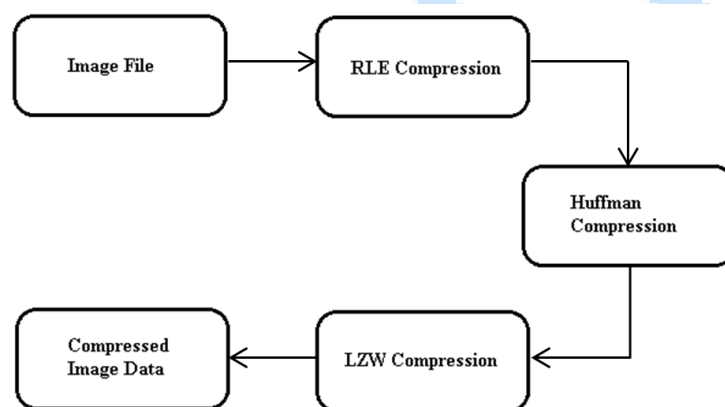 Image File
RLE Compression
Huffman
Compression
LZW Compression
Compressed
Image Data